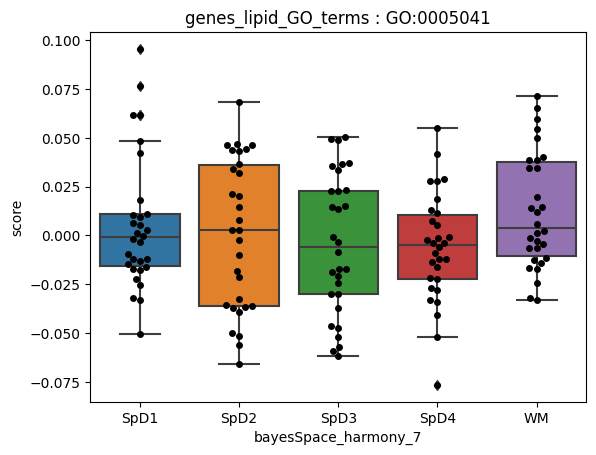 genes_lipid_GO_terms : GO:0005041
0.100
0.075
0.050
0.025
0.000
−0.025
−0.050
−0.075
score
SpD1 SpD2 SpD3 SpD4 WM
bayesSpace_harmony_7